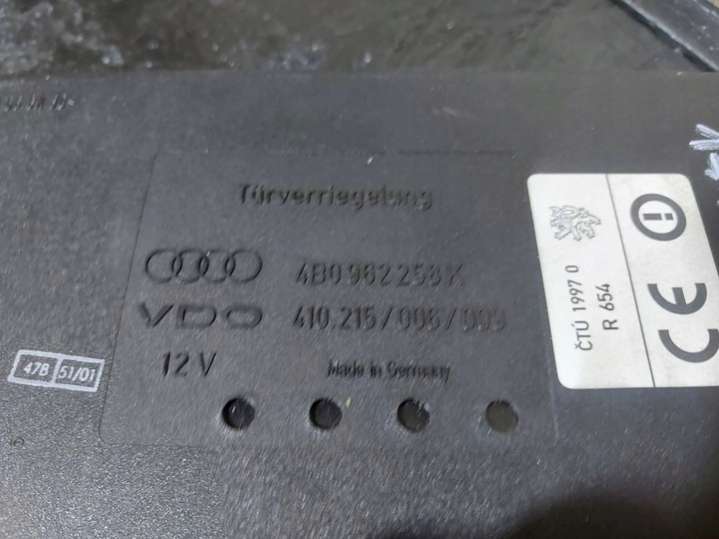 Türverriegelung
4B0 962 258 K
VDO 410.215/006/009
12 V Made in Germany
478 51/01
ČTÚ 1997 0
R 654
CE